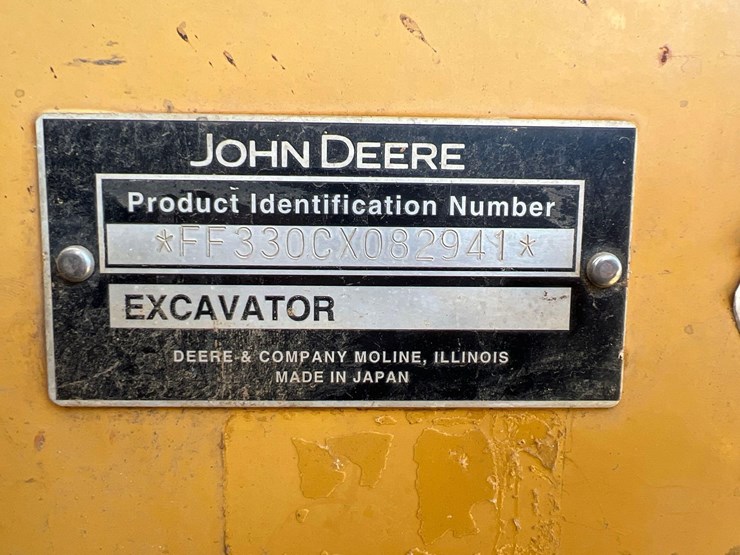 JOHN DEERE
Product Identification Number
*FF330CX082941*
EXCAVATOR
DEERE & COMPANY MOLINE, ILLINOIS
MADE IN JAPAN